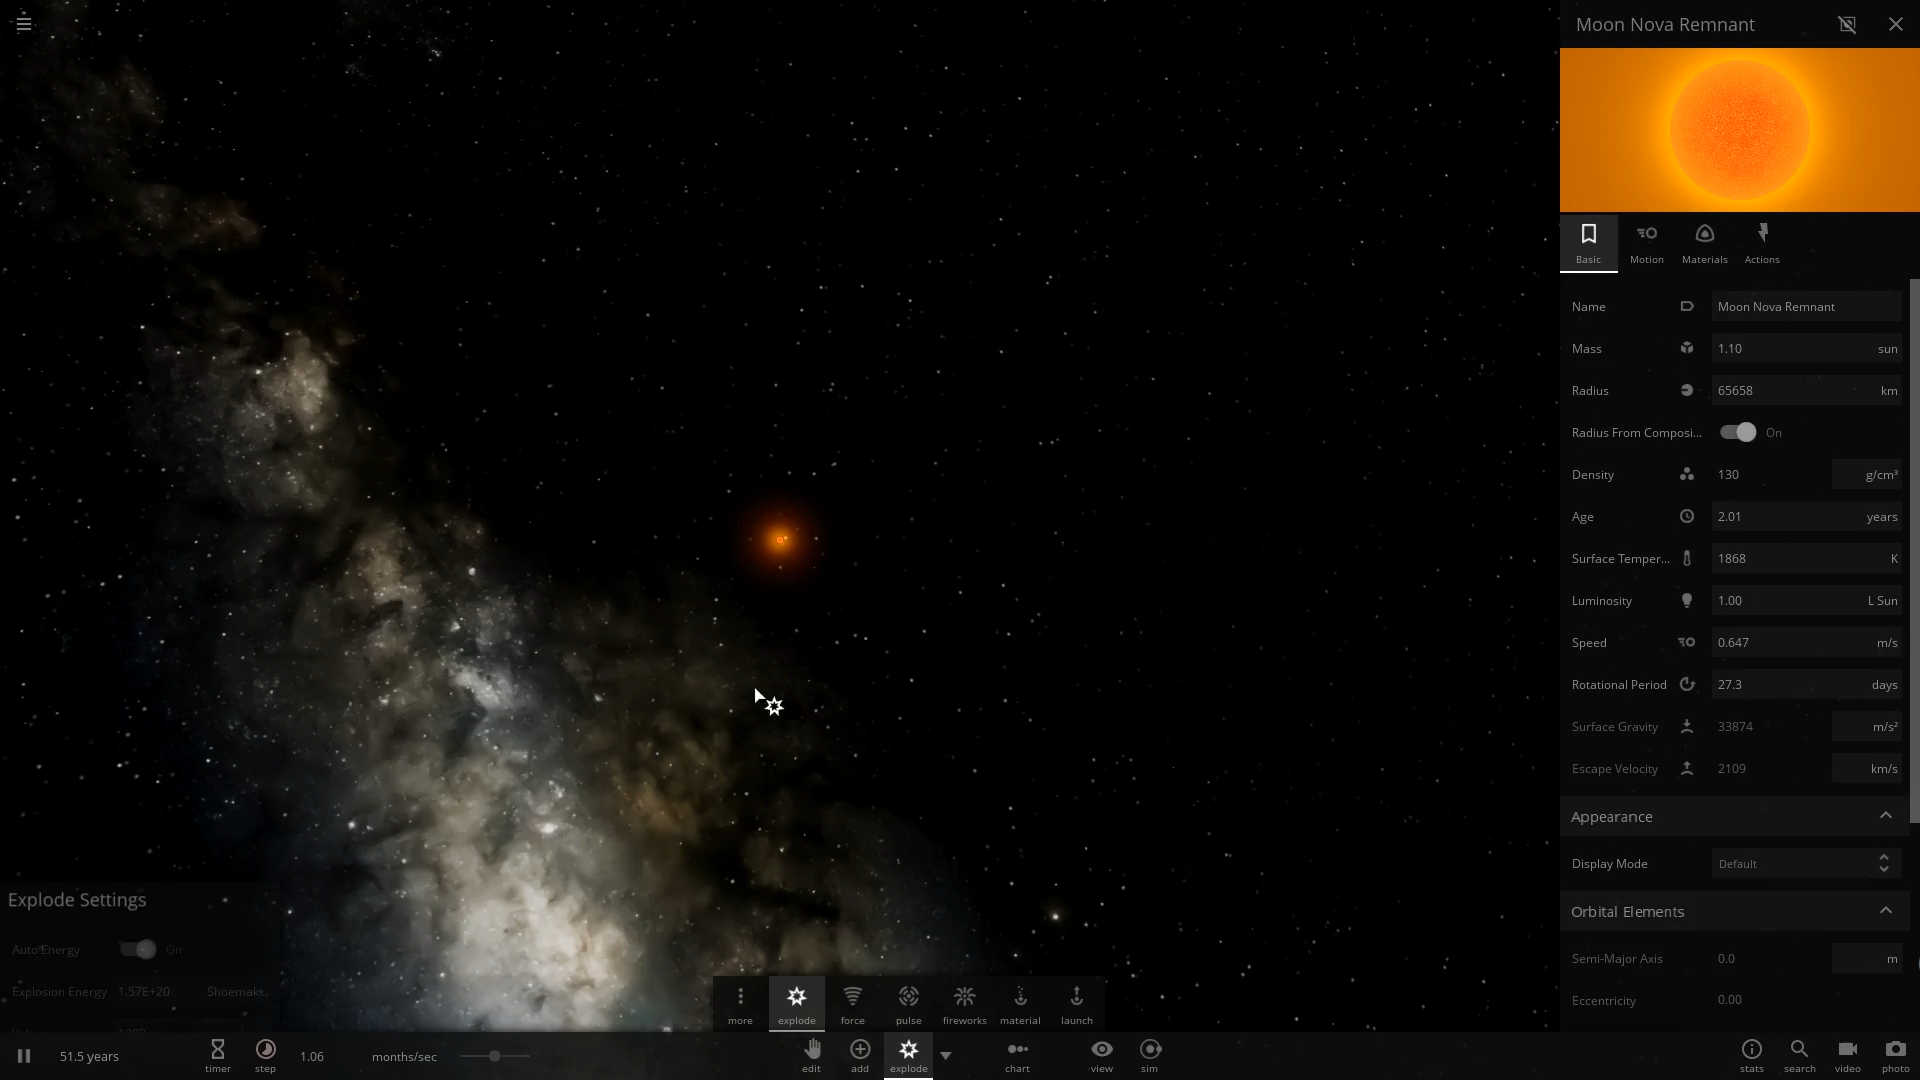 Moon Nova Remnant
Basic
Motion
Materials
Actions
Name Moon Nova Remnant
Mass 1.10 sun
Radius 65658 km
Radius From Composi... On
Density 130 g/cm³
Age 2.01 years
Surface Temper... 1868 K
Luminosity 1.00 L Sun
Speed 0.647 m/s
Rotational Period 27.3 days
Surface Gravity 33874 m/s²
Escape Velocity 2109 km/s
Appearance
Display Mode Default
Orbital Elements
Semi-Major Axis 0.0 m
Eccentricity 0.00
Explode Settings
Auto Energy On
Explosion Energy 1.57E+20 Shoemak...
more explode force pulse fireworks material launch
51.5 years timer step 1.06 months/sec edit add explode chart view sim stats search video photo